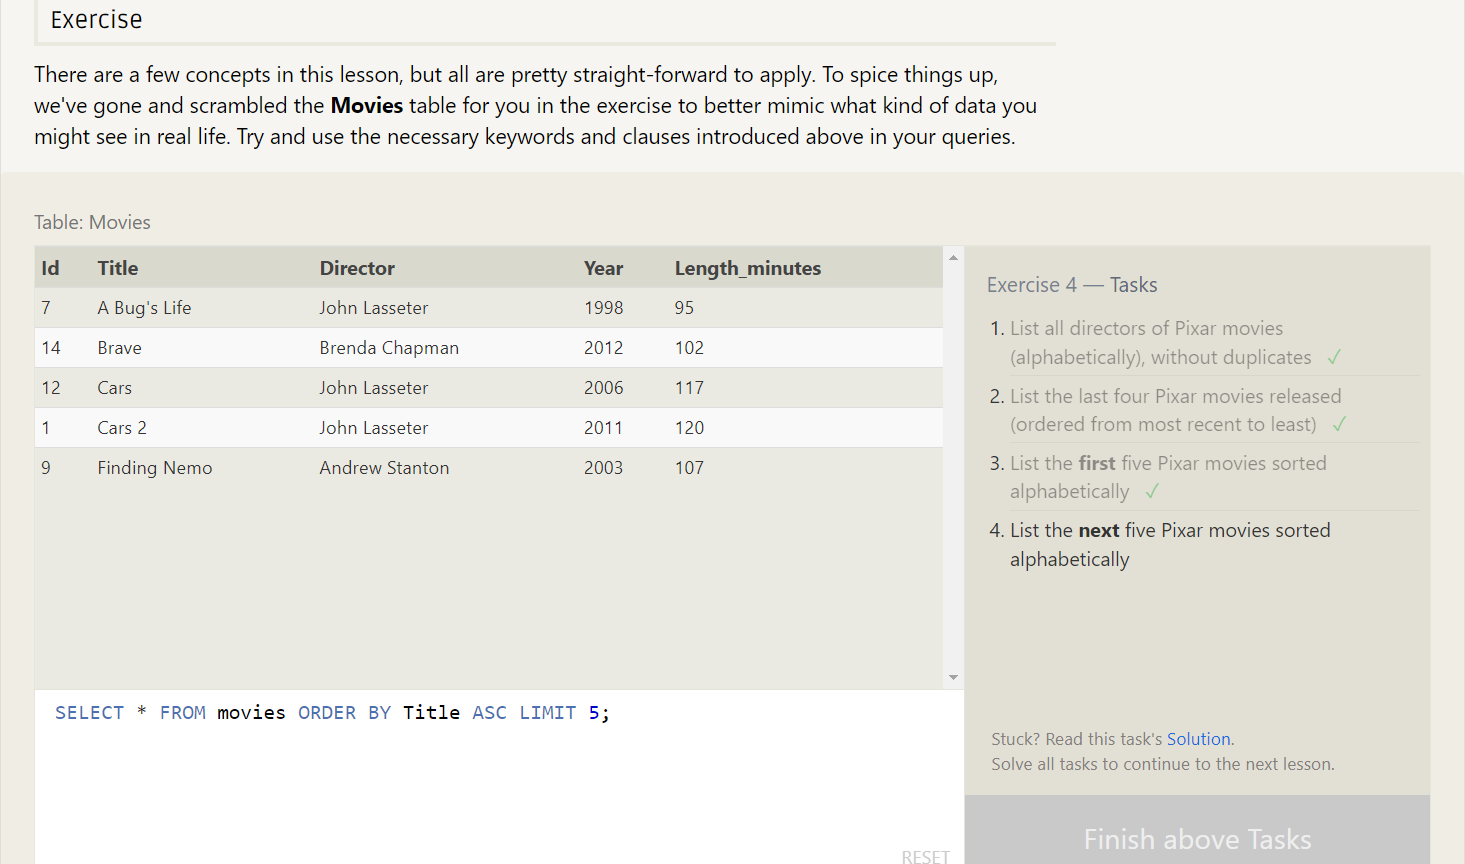 Exercise
There are a few concepts in this lesson, but all are pretty straight-forward to apply. To spice things up,
we've gone and scrambled the Movies table for you in the exercise to better mimic what kind of data you
might see in real life. Try and use the necessary keywords and clauses introduced above in your queries.
Table: Movies
Id Title Director Year Length_minutes
7 A Bug's Life John Lasseter 1998 95
14 Brave Brenda Chapman 2012 102
12 Cars John Lasseter 2006 117
1 Cars 2 John Lasseter 2011 120
9 Finding Nemo Andrew Stanton 2003 107
SELECT * FROM movies ORDER BY Title ASC LIMIT 5;
RESET
Exercise 4 — Tasks
1. List all directors of Pixar movies
(alphabetically), without duplicates ✓
2. List the last four Pixar movies released
(ordered from most recent to least) ✓
3. List the first five Pixar movies sorted
alphabetically ✓
4. List the next five Pixar movies sorted
alphabetically
Stuck? Read this task's Solution.
Solve all tasks to continue to the next lesson.
Finish above Tasks